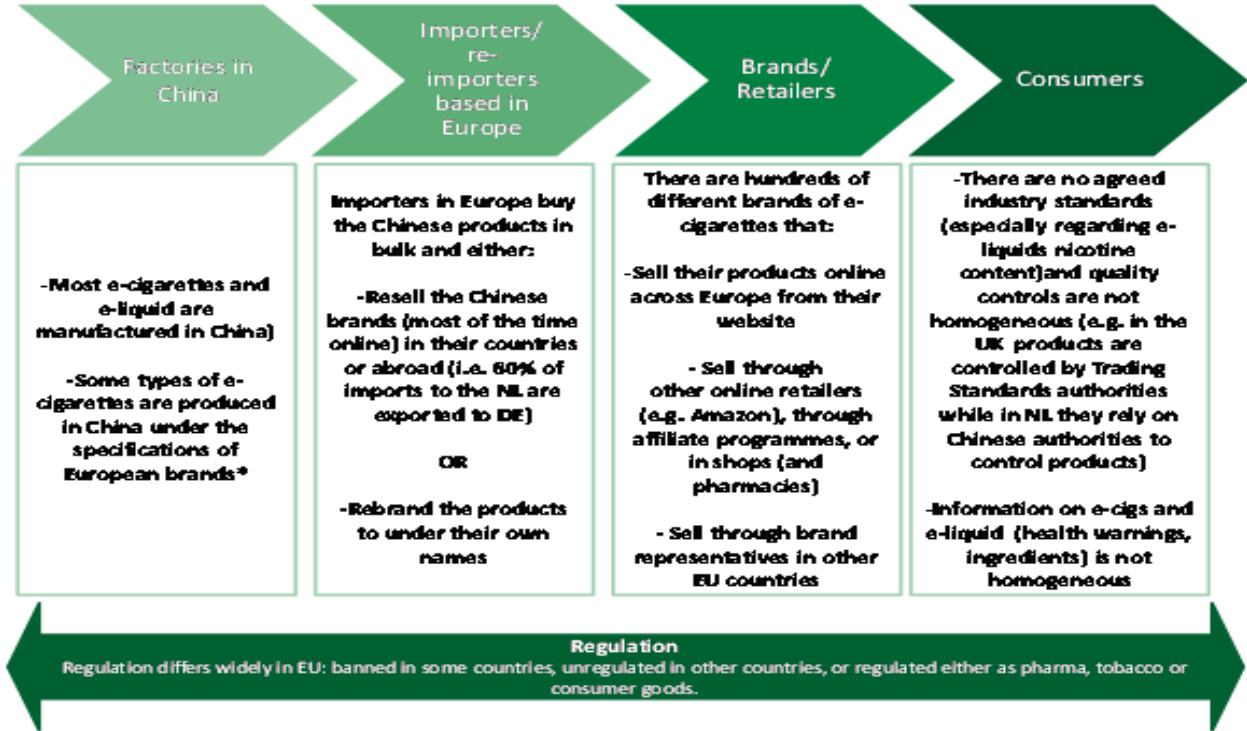 Factories in
China
Importers/
re-
importers
based in
Europe
Brands/
Retailers
Consumers
-Most e-cigarettes and
e-liquid are
manufactured in China)
-Some types of e-
cigarettes are produced
in China under the
specifications of
European brands*
Importers in Europe buy
the Chinese products in
bulk and either:
-Resell the Chinese
brands (most of the time
online) in their countries
or abroad (i.e. 60% of
imports to the NL are
exported to DE)
OR
-Rebrand the products
to under their own
names
There are hundreds of
different brands of e-
cigarettes that:
-Sell their products online
across Europe from their
website
- Sell through
other online retailers
(e.g. Amazon), through
affiliate programmes, or
in shops (and
pharmacies)
- Sell through brand
representatives in other
EU countries
-There are no agreed
industry standards
(especially regarding e-
liquids nicotine
content)and quality
controls are not
homogeneous (e.g. in the
UK products are
controlled by Trading
Standards authorities
while in NL they rely on
Chinese authorities to
control products)
-Information on e-cigs and
e-liquid (health warnings,
ingredients) is not
homogeneous
Regulation
Regulation differs widely in EU: banned in some countries, unregulated in other countries, or regulated either as pharma, tobacco or
consumer goods.